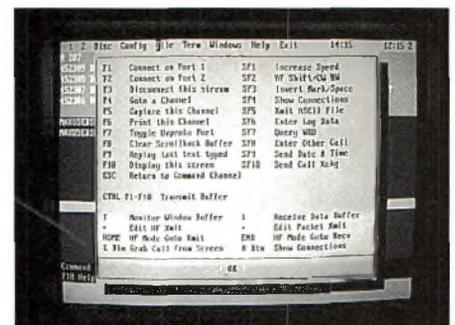 1 2 Disc Config File Term Windows Help Exit 14:15
F1 Connect on Port 1 SF1 Increase Speed
F2 Connect on Port 2 SF2 HF Shift/CW BW
F3 Disconnect this stream SF3 Invert Mark/Space
F4 Goto a Channel SF4 Show Connections
F5 Capture this Channel SF5 Xmit ASCII File
F6 Print this Channel SF6 Enter Log Data
F7 Toggle Unproto Port SF7 Query
F8 Clear Scrollback Buffer SF8 Enter Other Call
F9 Replay last text typed SF9 Send Date & Time
F10 Display this screen SF10 Send Call Xchg
ESC Return to Command Channel
CTRL F1-F10 Transmit Buffer
Monitor Window Buffer Receive Data Buffer
Edit HF Xmit Edit Packet Xmit
HOME HF Mode Goto Xmit END HF Mode Goto Recv
L Btn Grab Call from Screen R Btn Show Connections
OK
Command
F10 Help